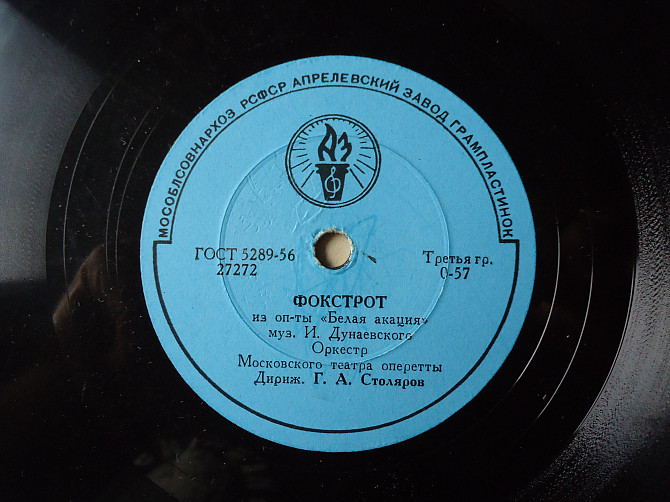 МОСОБЛСОВНАРХОЗ РСФСР АПРЕЛЕВСКИЙ ЗАВОД ГРАМПЛАСТИНОК
АЗ
ГОСТ 5289-56
27272
Третья гр.
0-57
ФОКСТРОТ
из оп-ты «Белая акация»
муз. И. Дунаевского
Оркестр
Московского театра оперетты
Дириж. Г. А. Столяров